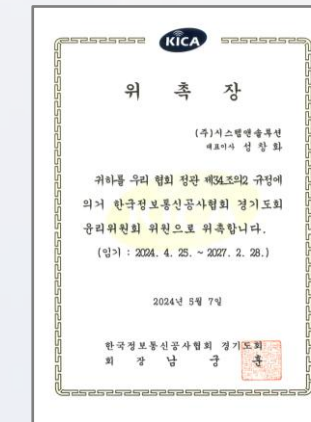 KICA
위 촉 장
(주)시스템앤솔루션
대표이사 성 창 화
귀하를 우리 협회 정관 제34조의2 규정에
의거 한국정보통신공사협회 경기도회
윤리위원회 위원으로 위촉합니다.
(임기 : 2024. 4. 25. ~ 2027. 2. 28.)
2024년 5월 7일
한국정보통신공사협회 경기도회
회 장 남 궁 훈